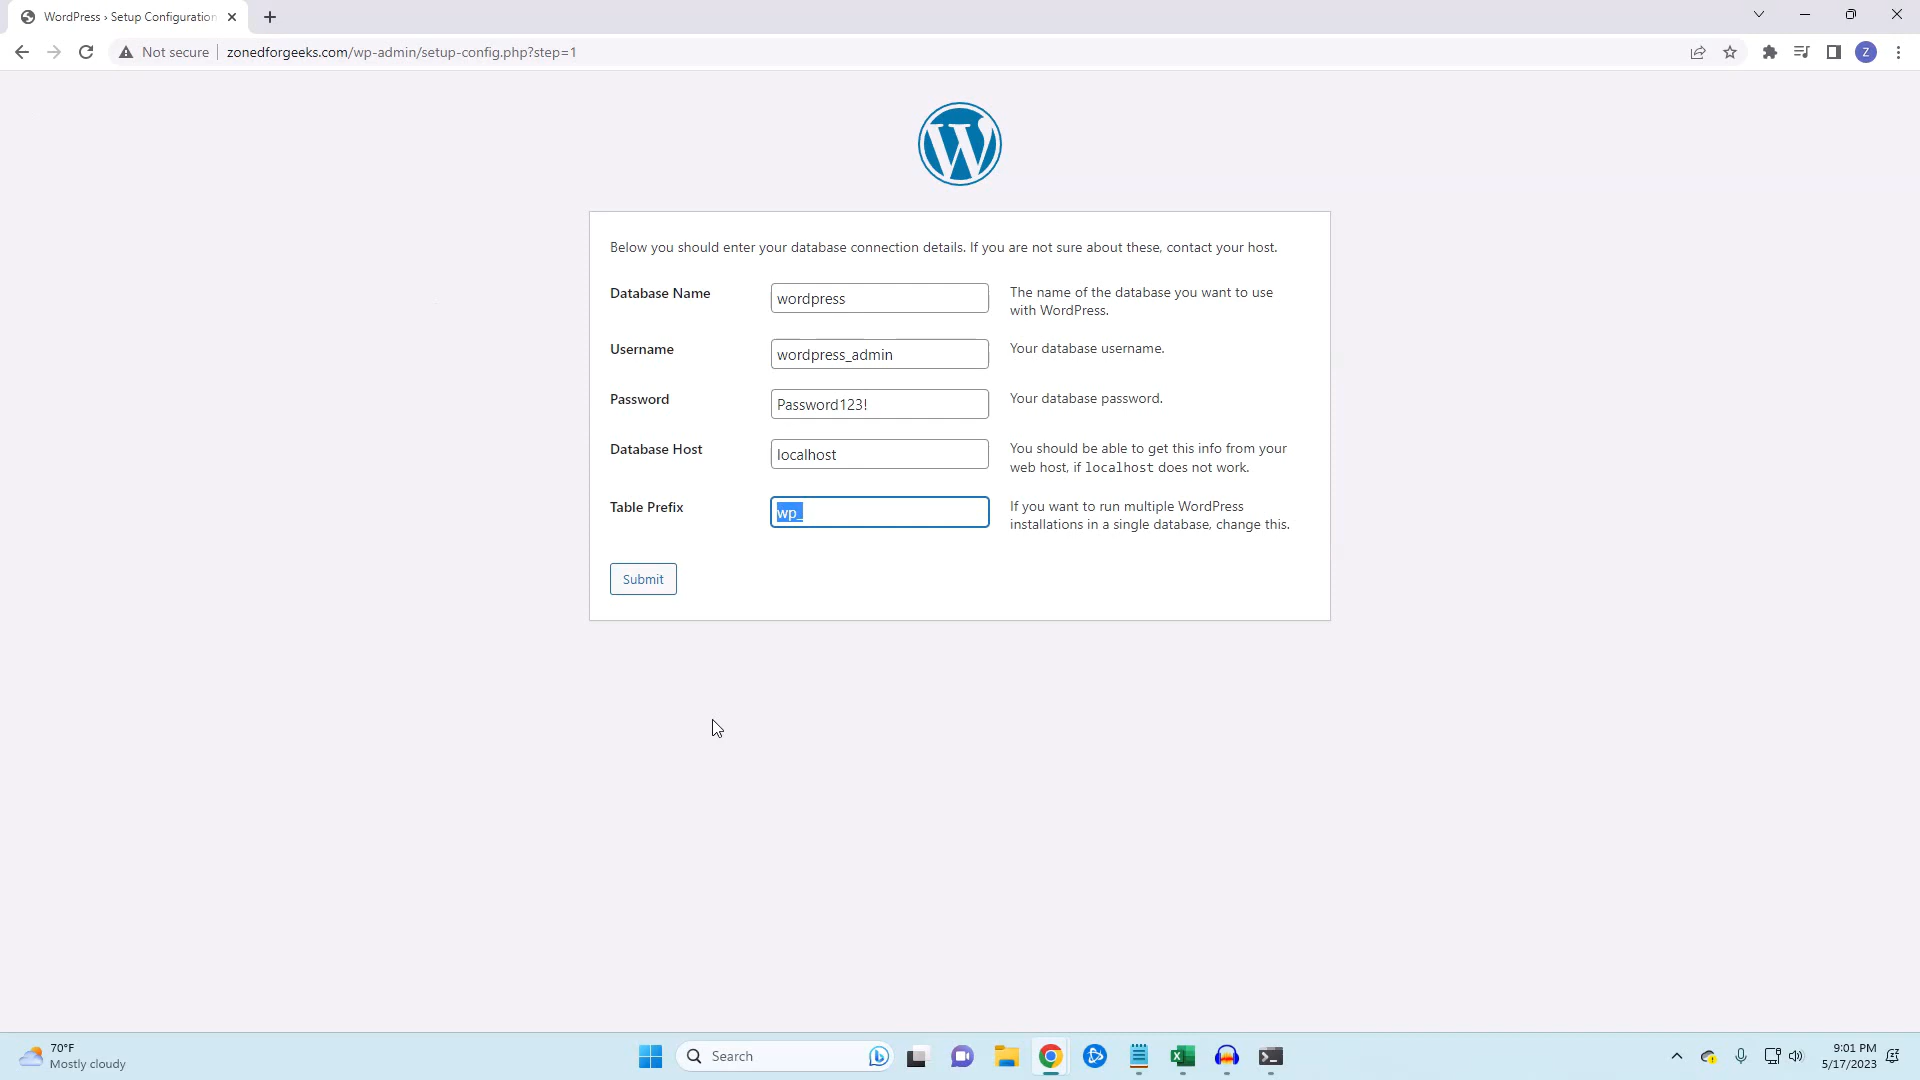 WordPress › Setup Configuration
Not secure
zonedforgeeks.com/wp-admin/setup-config.php?step=1
Z
Below you should enter your database connection details. If you are not sure about these, contact your host.
Database Name
wordpress
The name of the database you want to use
with WordPress.
Username
wordpress_admin
Your database username.
Password
Password123!
Your database password.
Database Host
localhost
You should be able to get this info from your
web host, if localhost does not work.
Table Prefix
wp_
If you want to run multiple WordPress
installations in a single database, change this.
Submit
70°F
Mostly cloudy
Search
9:01 PM
5/17/2023